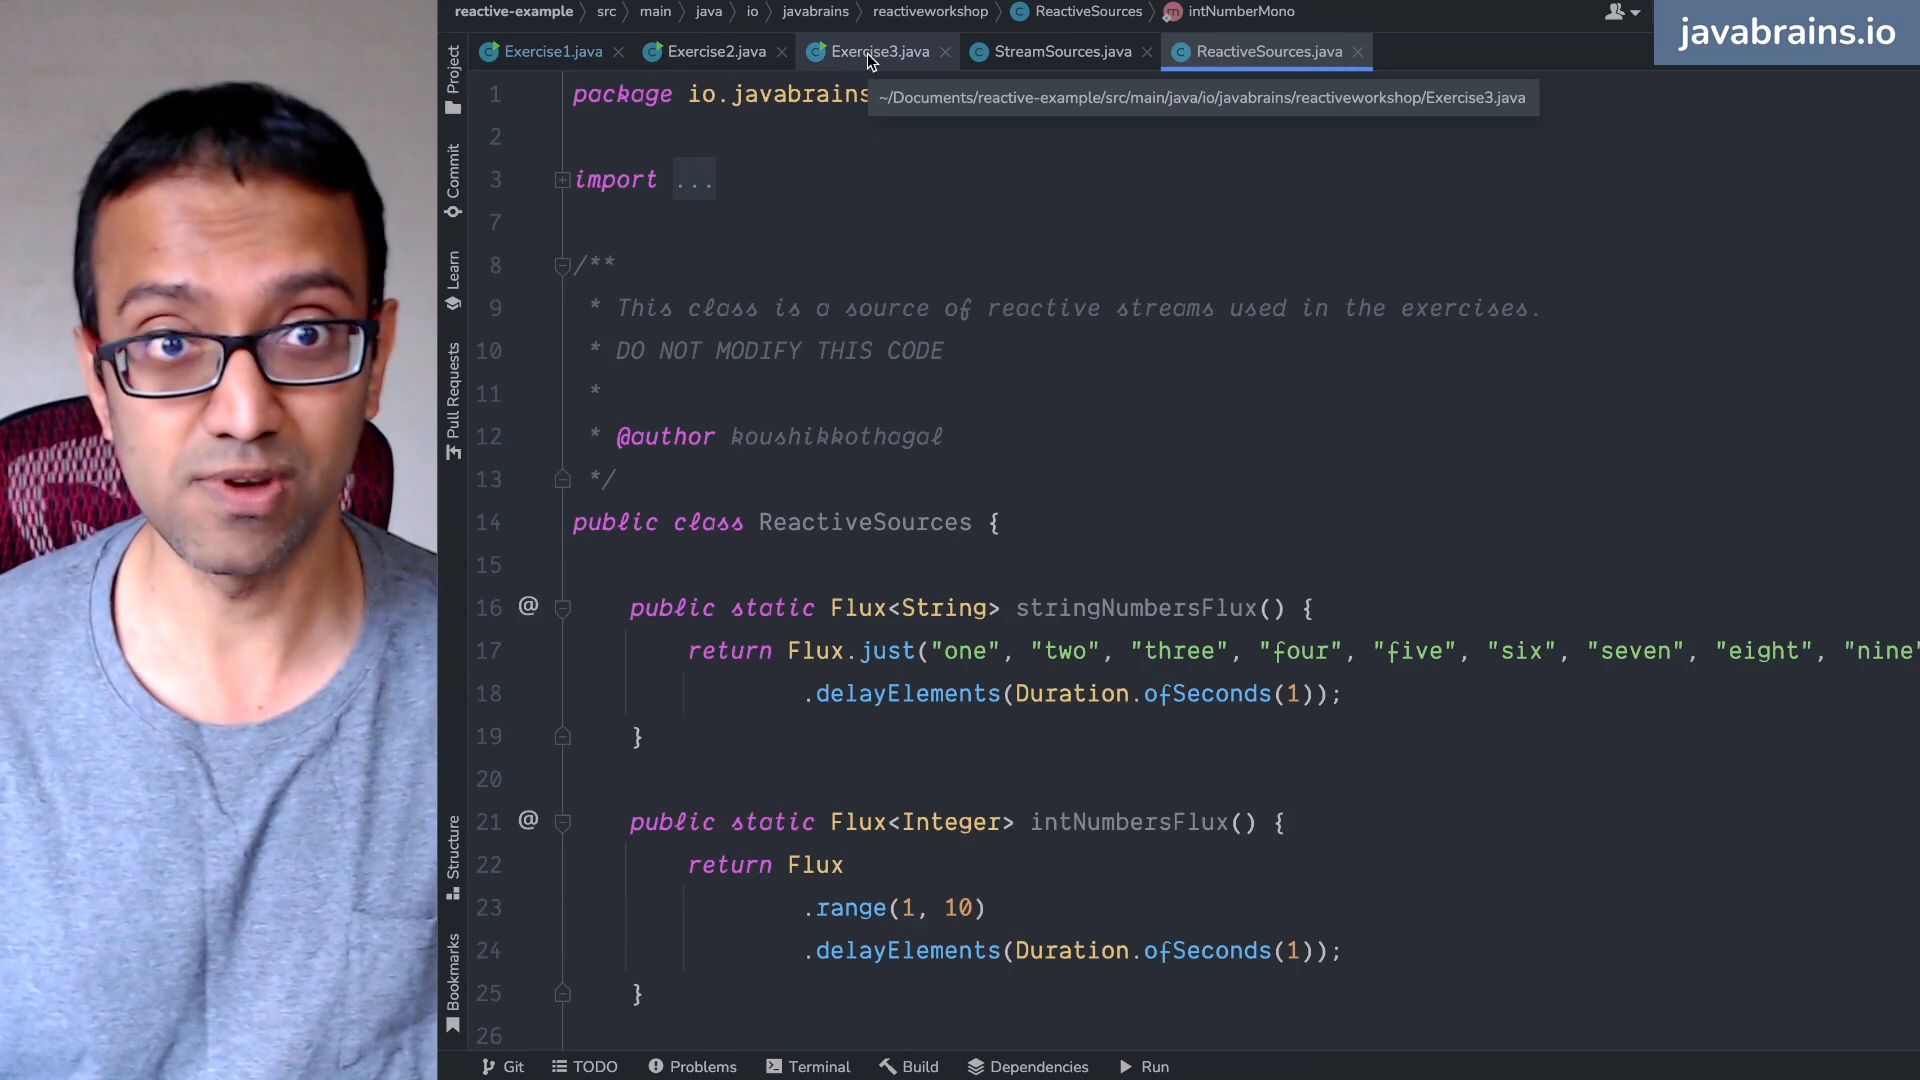 reactive-example > src > main > java > io > javabrains > reactiveworkshop > ReactiveSources > intNumberMono
javabrains.io
Exercise1.java
Exercise2.java
Exercise3.java
StreamSources.java
ReactiveSources.java
~/Documents/reactive-example/src/main/java/io/javabrains/reactiveworkshop/Exercise3.java
Project
Commit
Learn
Pull Requests
Structure
Bookmarks
1 package io.javabrains
2
3 import ...
7
8 /**
9 * This class is a source of reactive streams used in the exercises.
10 * DO NOT MODIFY THIS CODE
11 *
12 * @author koushikkothagal
13 */
14 public class ReactiveSources {
15
16 @ public static Flux<String> stringNumbersFlux() {
17 return Flux.just("one", "two", "three", "four", "five", "six", "seven", "eight", "nine"
18 .delayElements(Duration.ofSeconds(1));
19 }
20
21 @ public static Flux<Integer> intNumbersFlux() {
22 return Flux
23 .range(1, 10)
24 .delayElements(Duration.ofSeconds(1));
25 }
26
Git
TODO
Problems
Terminal
Build
Dependencies
Run